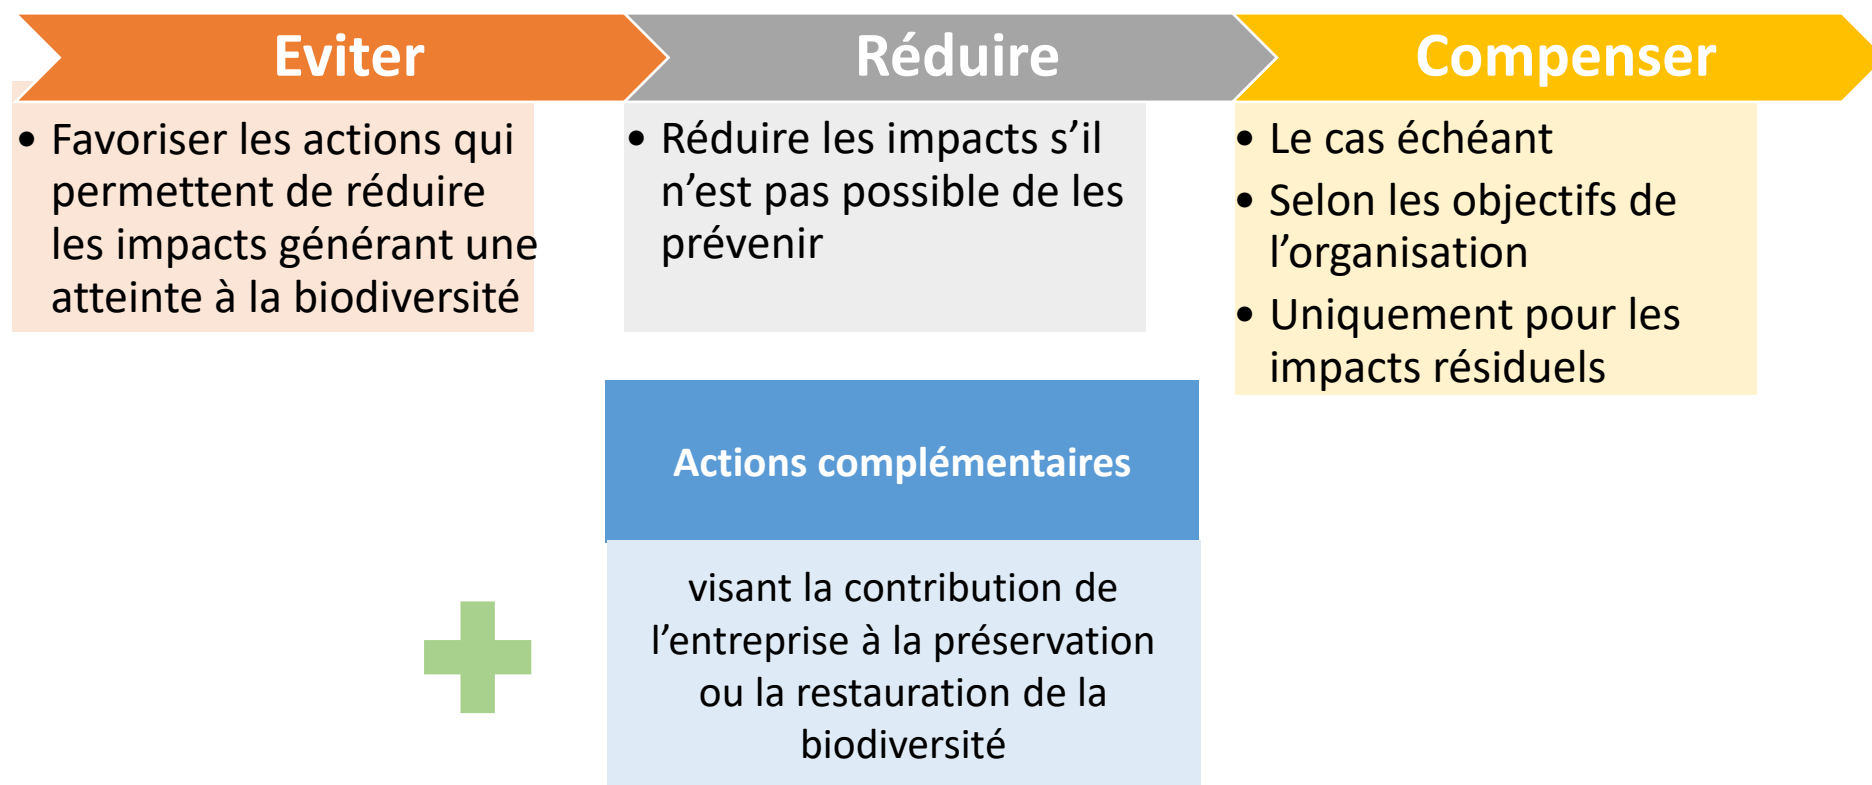 Eviter
• Favoriser les actions qui
permettent de réduire
les impacts générant une
atteinte à la biodiversité
Réduire
• Réduire les impacts s’il
n’est pas possible de les
prévenir
Compenser
• Le cas échéant
• Selon les objectifs de
l’organisation
• Uniquement pour les
impacts résiduels
Actions complémentaires
visant la contribution de
l’entreprise à la préservation
ou la restauration de la
biodiversité